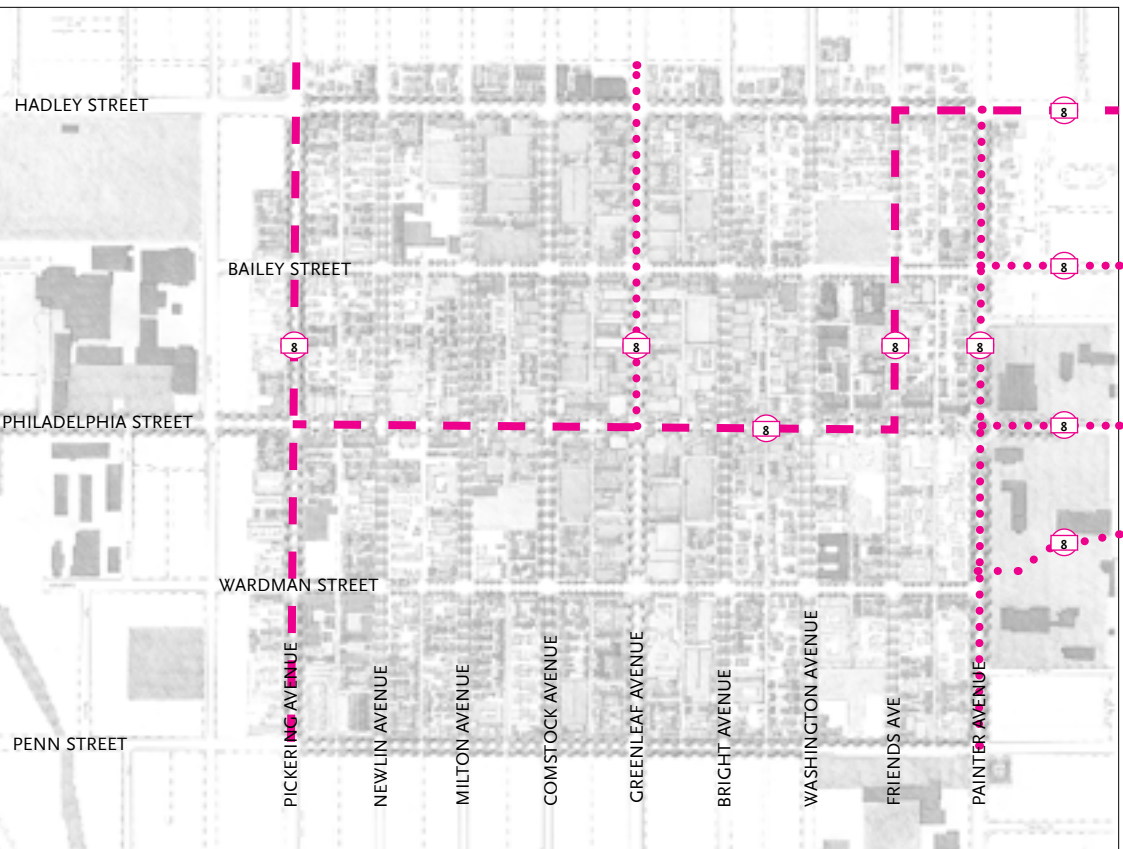 HADLEY STREET
8
BAILEY STREET
8
8
8
8
8
PHILADELPHIA STREET
8
8
8
WARDMAN STREET
PENN STREET
PICKERING AVENUE
NEWLIN AVENUE
MILTON AVENUE
COMSTOCK AVENUE
GREENLEAF AVENUE
BRIGHT AVENUE
WASHINGTON AVENUE
FRIENDS AVE
PAINTER AVENUE